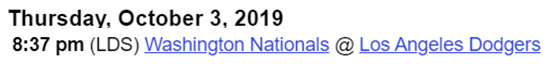 Thursday, October 3, 2019
8:37 pm (LDS) Washington Nationals @ Los Angeles Dodgers